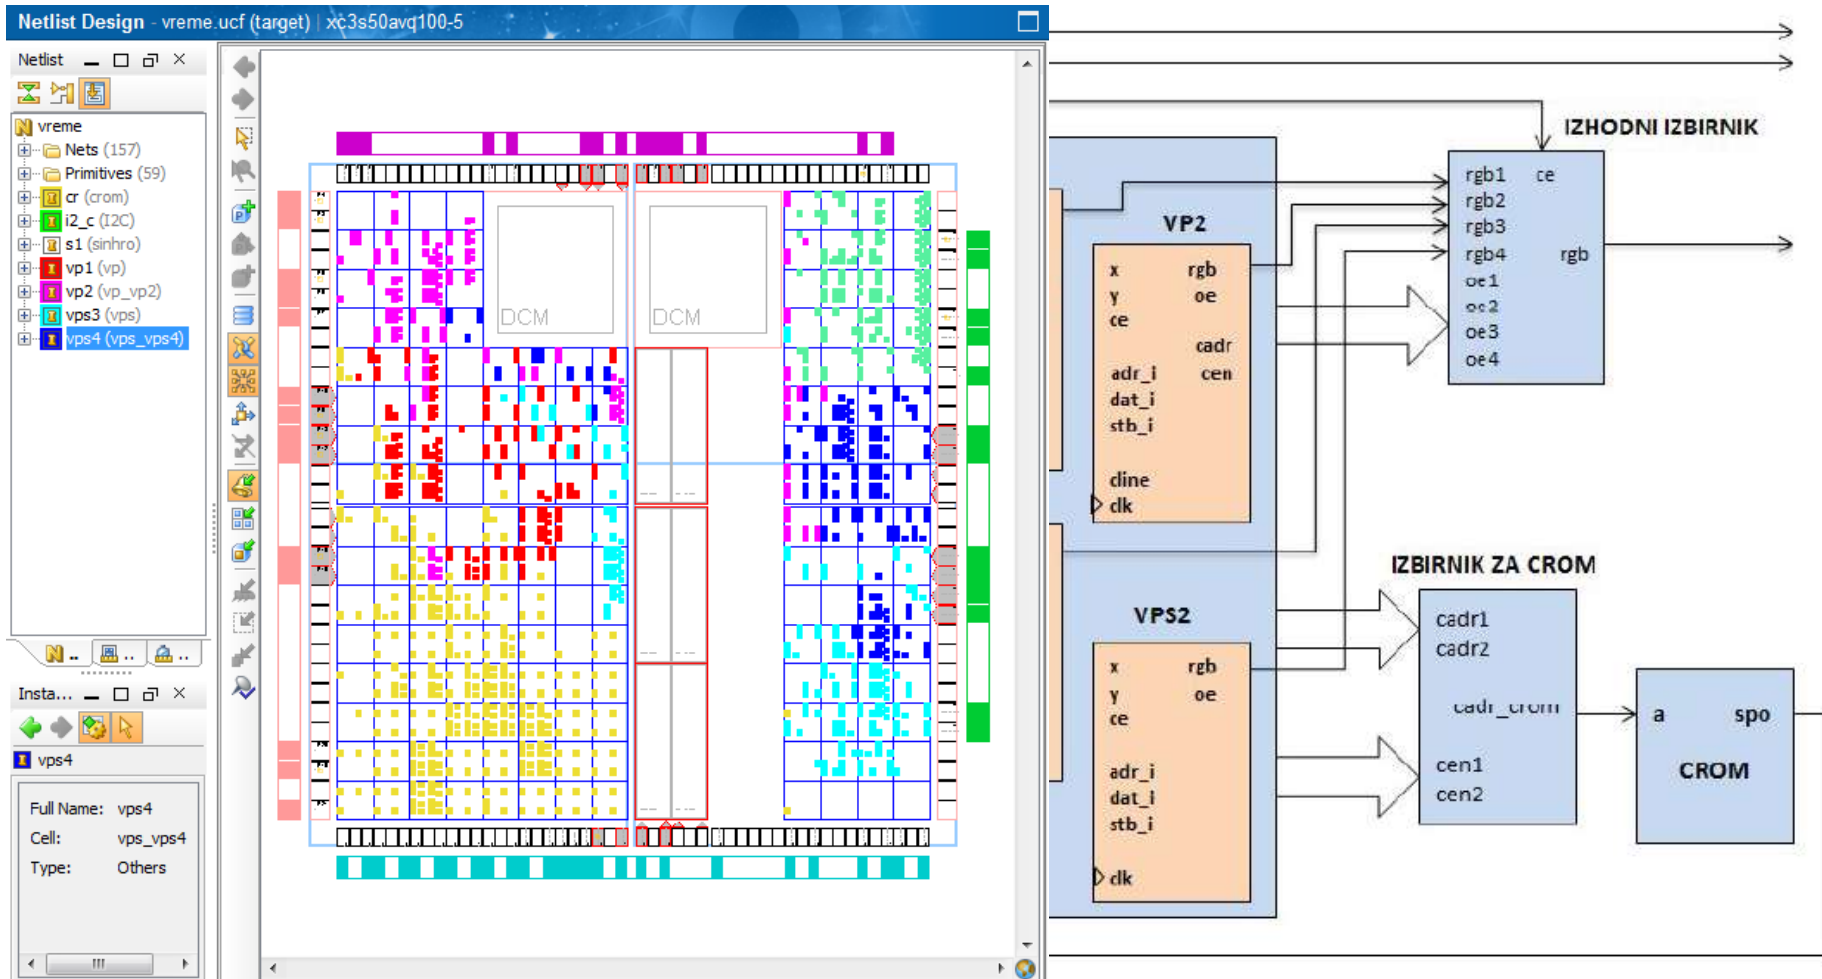 Netlist Design - vreme.ucf (target) | xc3s50avq100-5
Netlist
vreme
Nets (157)
Primitives (59)
cr (crom)
i2_c (I2C)
s1 (sinhro)
vp1 (vp)
vp2 (vp_vp2)
vps3 (vps)
vps4 (vps_vps4)
N ..
..
..
Insta...
vps4
Full Name: vps4
Cell: vps_vps4
Type: Others
DCM
DCM
IZHODNI IZBIRNIK
rgb1 ce
rgb2
rgb3
rgb4 rgb
oe1
oe2
oe3
oe4
VP2
x rgb
y oe
ce
cadr
adr_i cen
dat_i
stb_i
dline
clk
VPS2
x rgb
y oe
ce
adr_i
dat_i
stb_i
clk
IZBIRNIK ZA CROM
cadr1
cadr2
cadr_crom
cen1
cen2
a spo
CROM